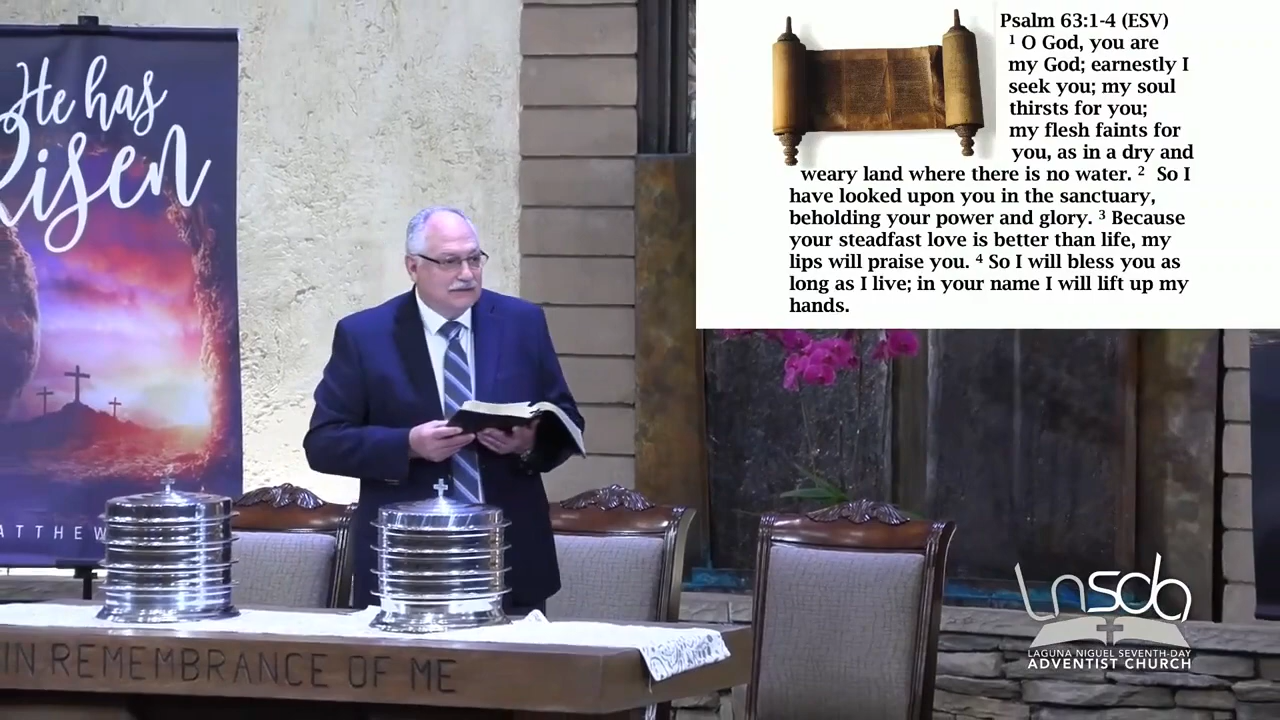 He has
Risen
ATTHEW
IN REMEMBRANCE OF ME
Psalm 63:1-4 (ESV)
1 O God, you are
my God; earnestly I
seek you; my soul
thirsts for you;
my flesh faints for
you, as in a dry and
weary land where there is no water. 2 So I
have looked upon you in the sanctuary,
beholding your power and glory. 3 Because
your steadfast love is better than life, my
lips will praise you. 4 So I will bless you as
long as I live; in your name I will lift up my
hands.
Lnsda
LAGUNA NIGUEL SEVENTH-DAY
ADVENTIST CHURCH